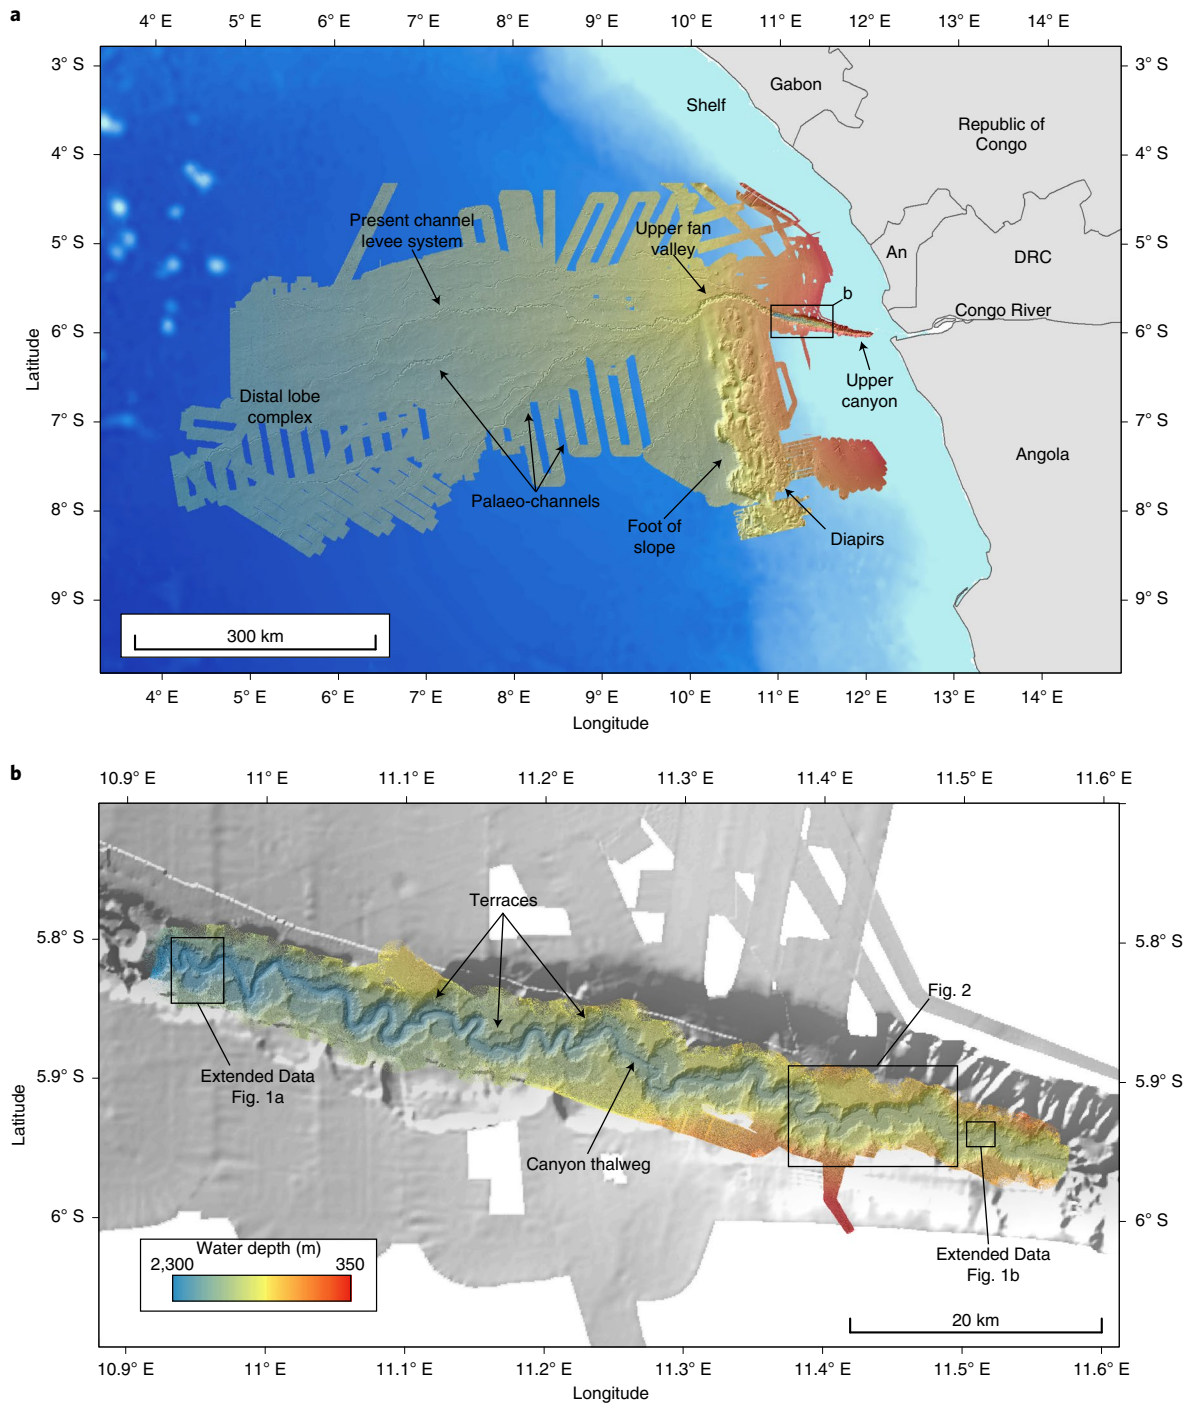 a
4° E 5° E 6° E 7° E 8° E 9° E 10° E 11° E 12° E 13° E 14° E
3° S
3° S
Gabon
Shelf
Republic of
Congo
4° S
4° S
Present channel
levee system
Upper fan
valley
5° S
5° S
An
DRC
b
Congo River
6° S
6° S
Latitude
Upper
canyon
Distal lobe
complex
7° S
7° S
Angola
Palaeo-channels
8° S
8° S
Foot of
slope
Diapirs
9° S
9° S
300 km
4° E 5° E 6° E 7° E 8° E 9° E 10° E 11° E 12° E 13° E 14° E
Longitude
b
10.9° E 11° E 11.1° E 11.2° E 11.3° E 11.4° E 11.5° E 11.6° E
Terraces
5.8° S
5.8° S
Fig. 2
Extended Data
Fig. 1a
5.9° S
5.9° S
Latitude
Canyon thalweg
6° S
6° S
Water depth (m)
2,300 350
Extended Data
Fig. 1b
20 km
10.9° E 11° E 11.1° E 11.2° E 11.3° E 11.4° E 11.5° E 11.6° E
Longitude